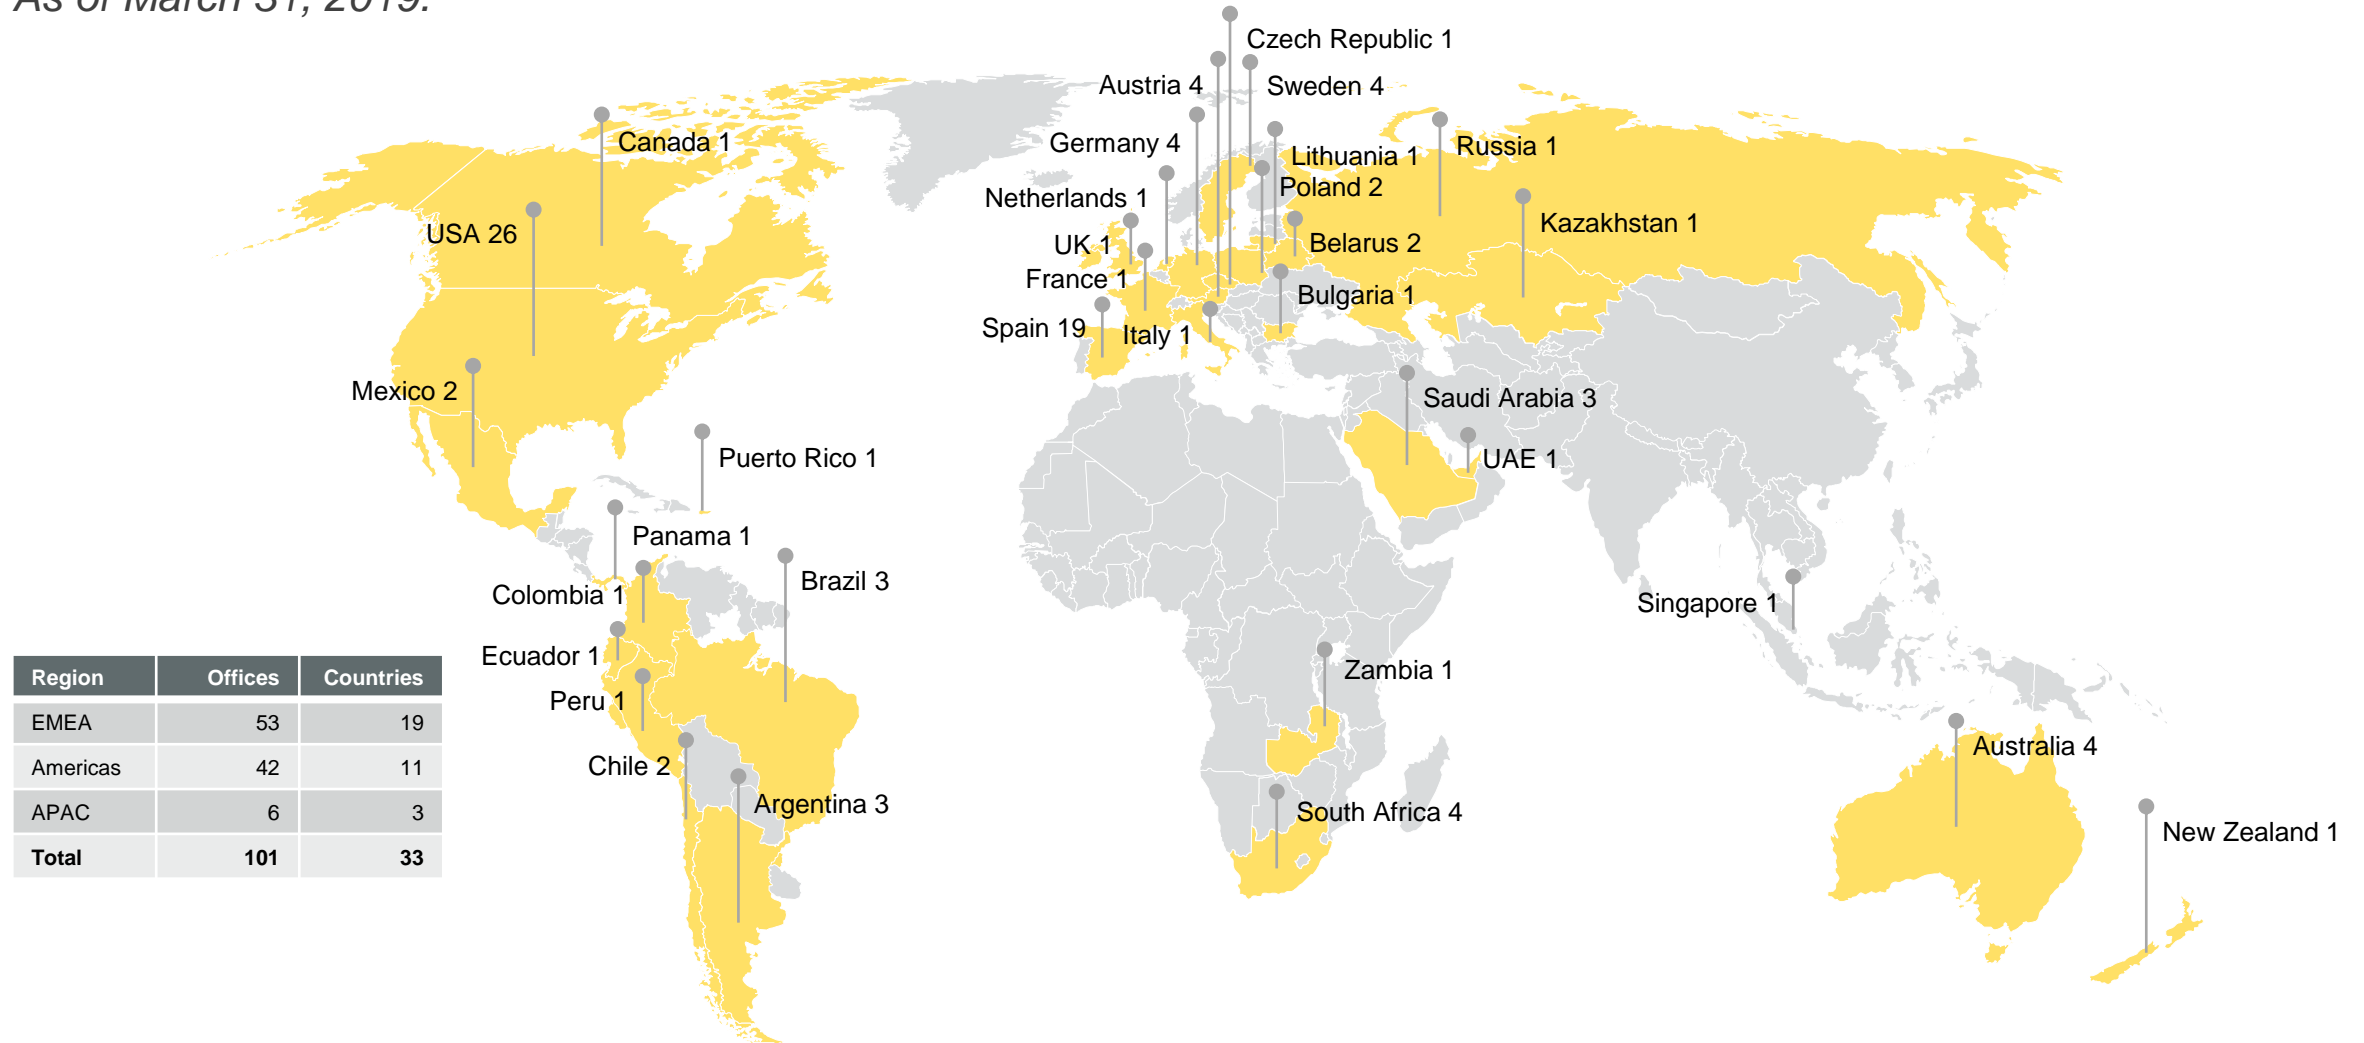 As of March 31, 2019.
Czech Republic 1
Austria 4
Sweden 4
Canada 1
Germany 4
Lithuania 1
Russia 1
Poland 2
Netherlands 1
USA 26
Kazakhstan 1
UK 1
Belarus 2
France 1
Bulgaria 1
Spain 19
Italy 1
Mexico 2
Saudi Arabia 3
Puerto Rico 1
UAE 1
Panama 1
Brazil 3
Colombia 1
Singapore 1
Ecuador 1
Zambia 1
Peru 1
Australia 4
Chile 2
Argentina 3
South Africa 4
New Zealand 1
Region Offices Countries
EMEA 53 19
Americas 42 11
APAC 6 3
Total 101 33